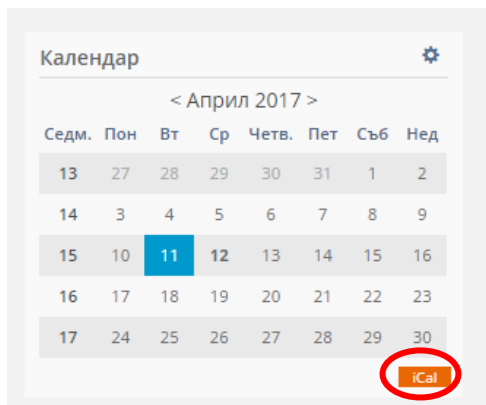 Календар
< Април 2017 >
Седм. Пон Вт Ср Четв. Пет Съб Нед
13 27 28 29 30 31 1 2
14 3 4 5 6 7 8 9
15 10 11 12 13 14 15 16
16 17 18 19 20 21 22 23
17 24 25 26 27 28 29 30
iCal